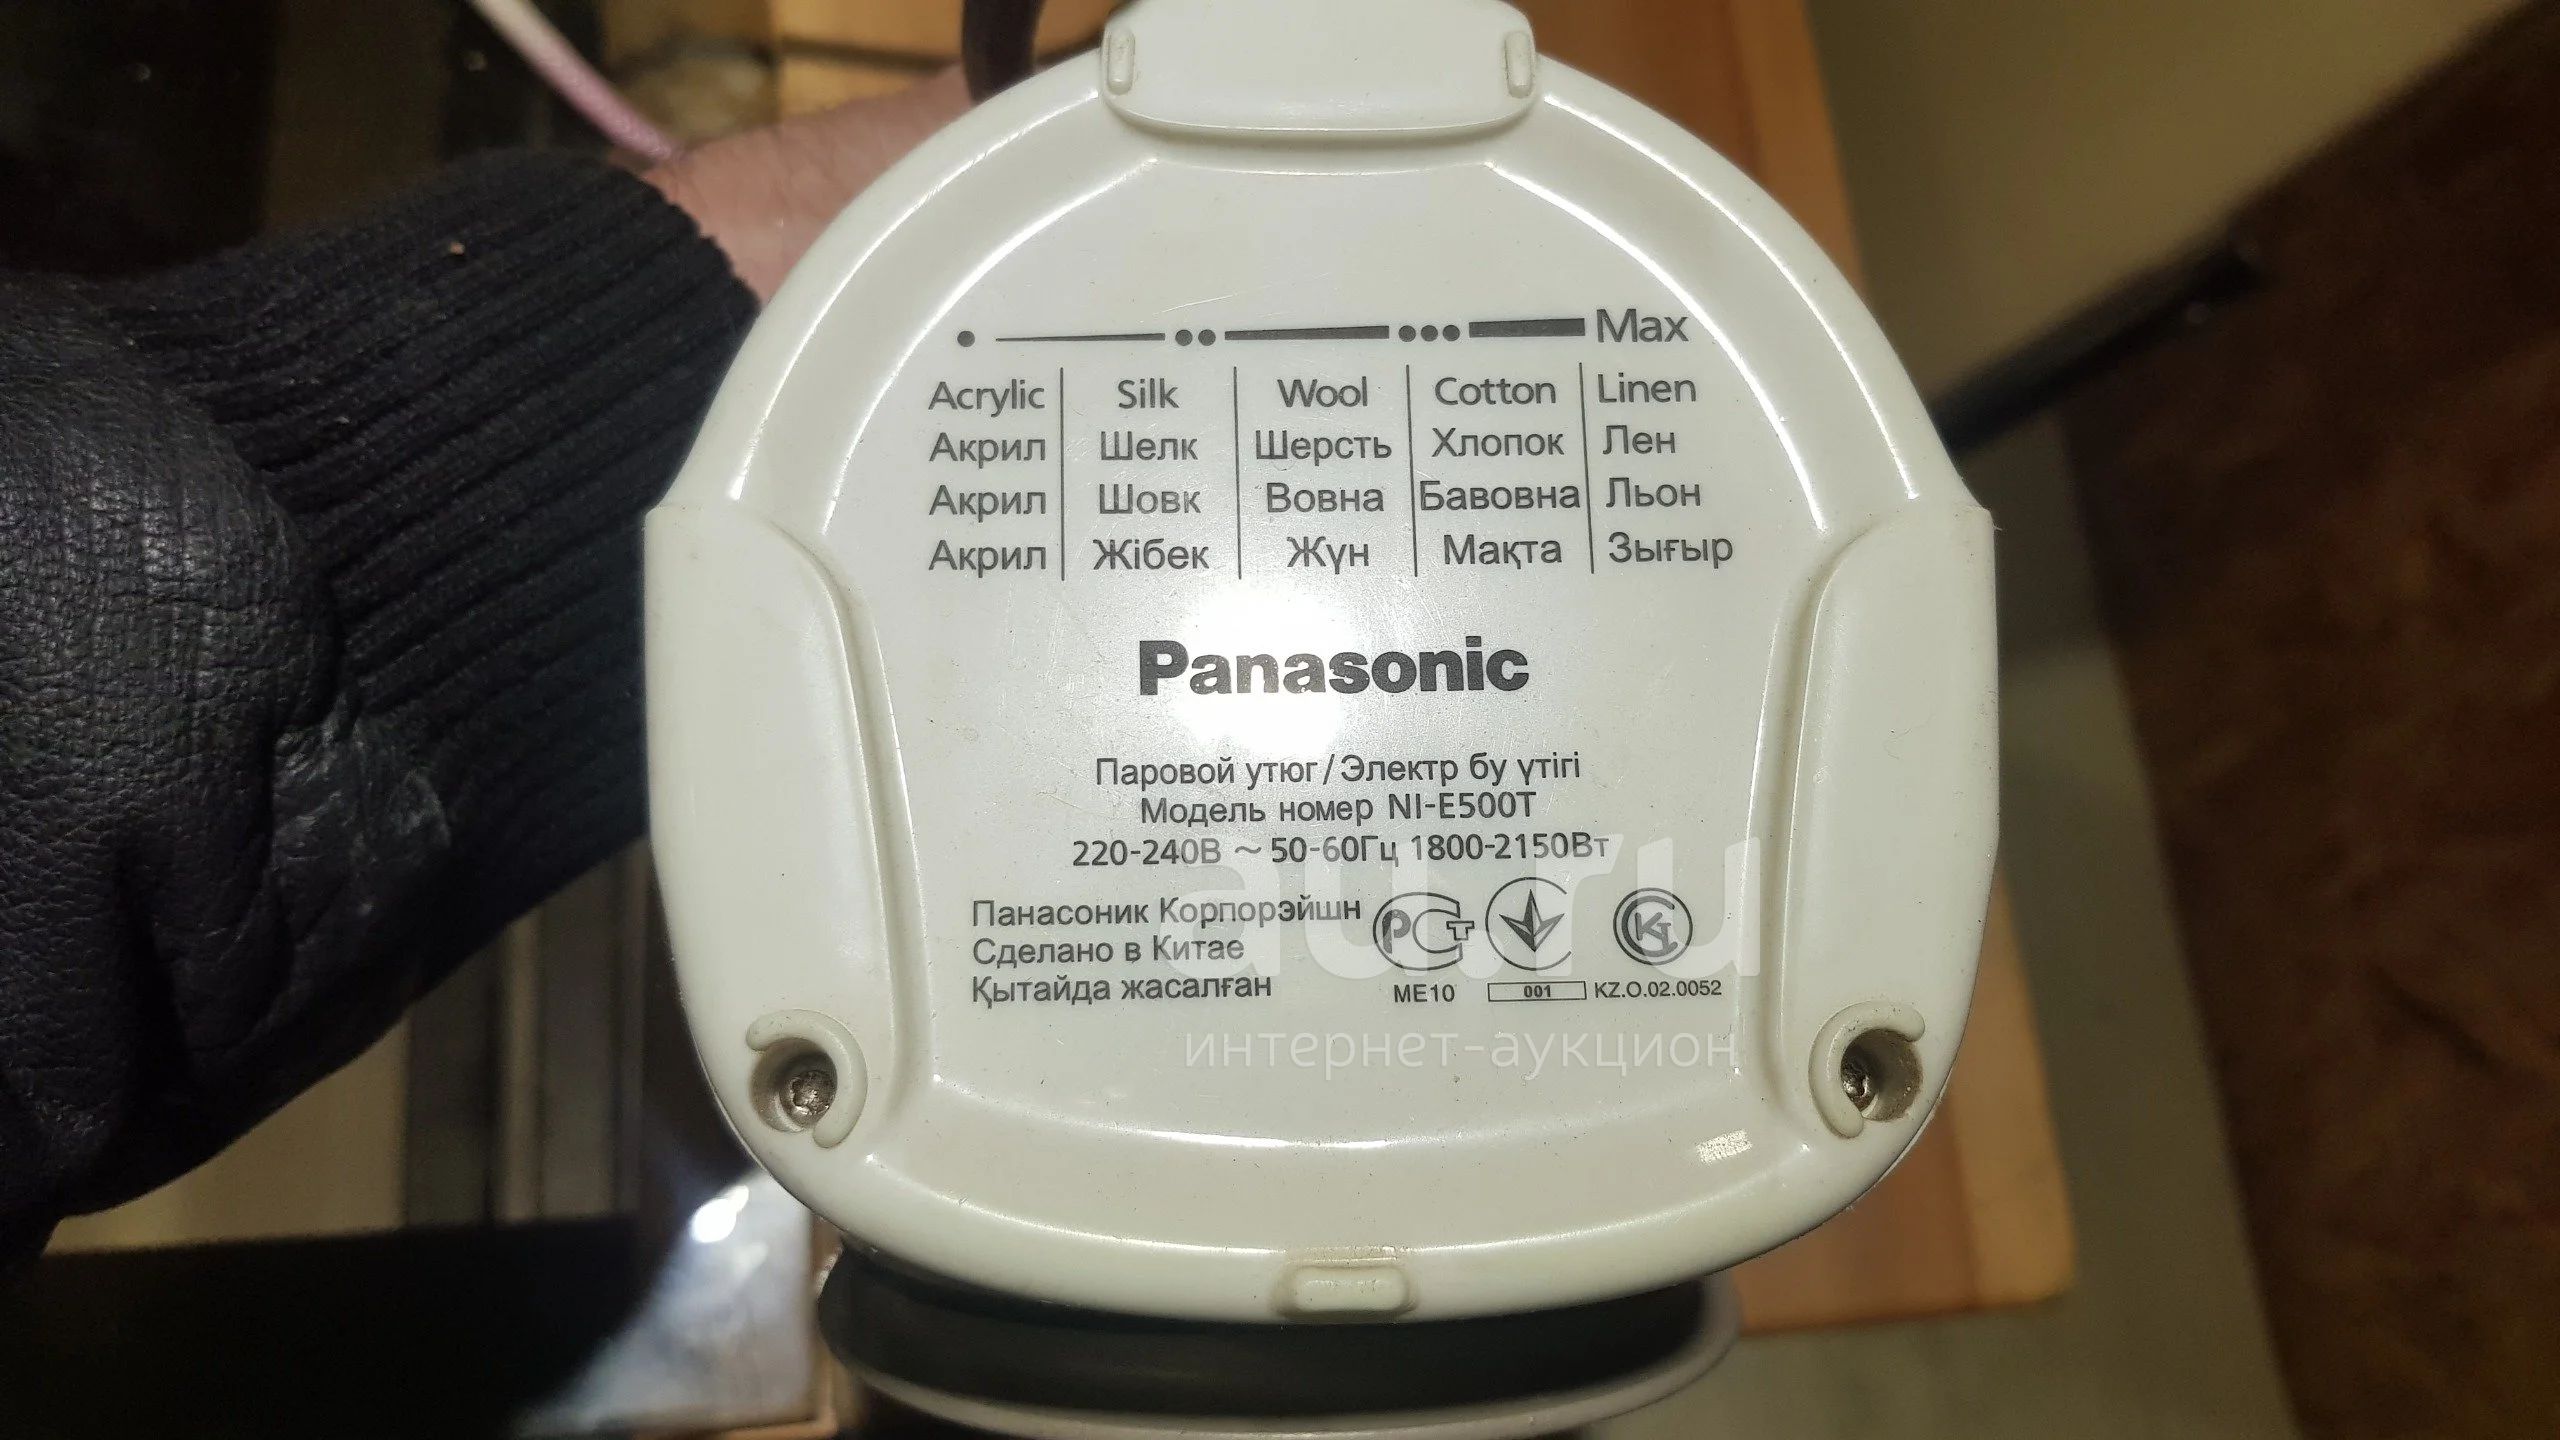 Max
Acrylic Silk Wool Cotton Linen
Акрил Шелк Шерсть Хлопок Лен
Акрил Шовк Вовна Бавовна Льон
Акрил Жібек Жүн Мақта Зығыр
Panasonic
Паровой утюг / Электр бу үтігі
Модель номер NI-E500T
220-240В ~ 50-60Гц 1800-2150Вт
Панасоник Корпорэйшн
Сделано в Китае
Қытайда жасалған
РСТ
ME10 001 KZ.O.02.0052
au.ru
интернет-аукцион